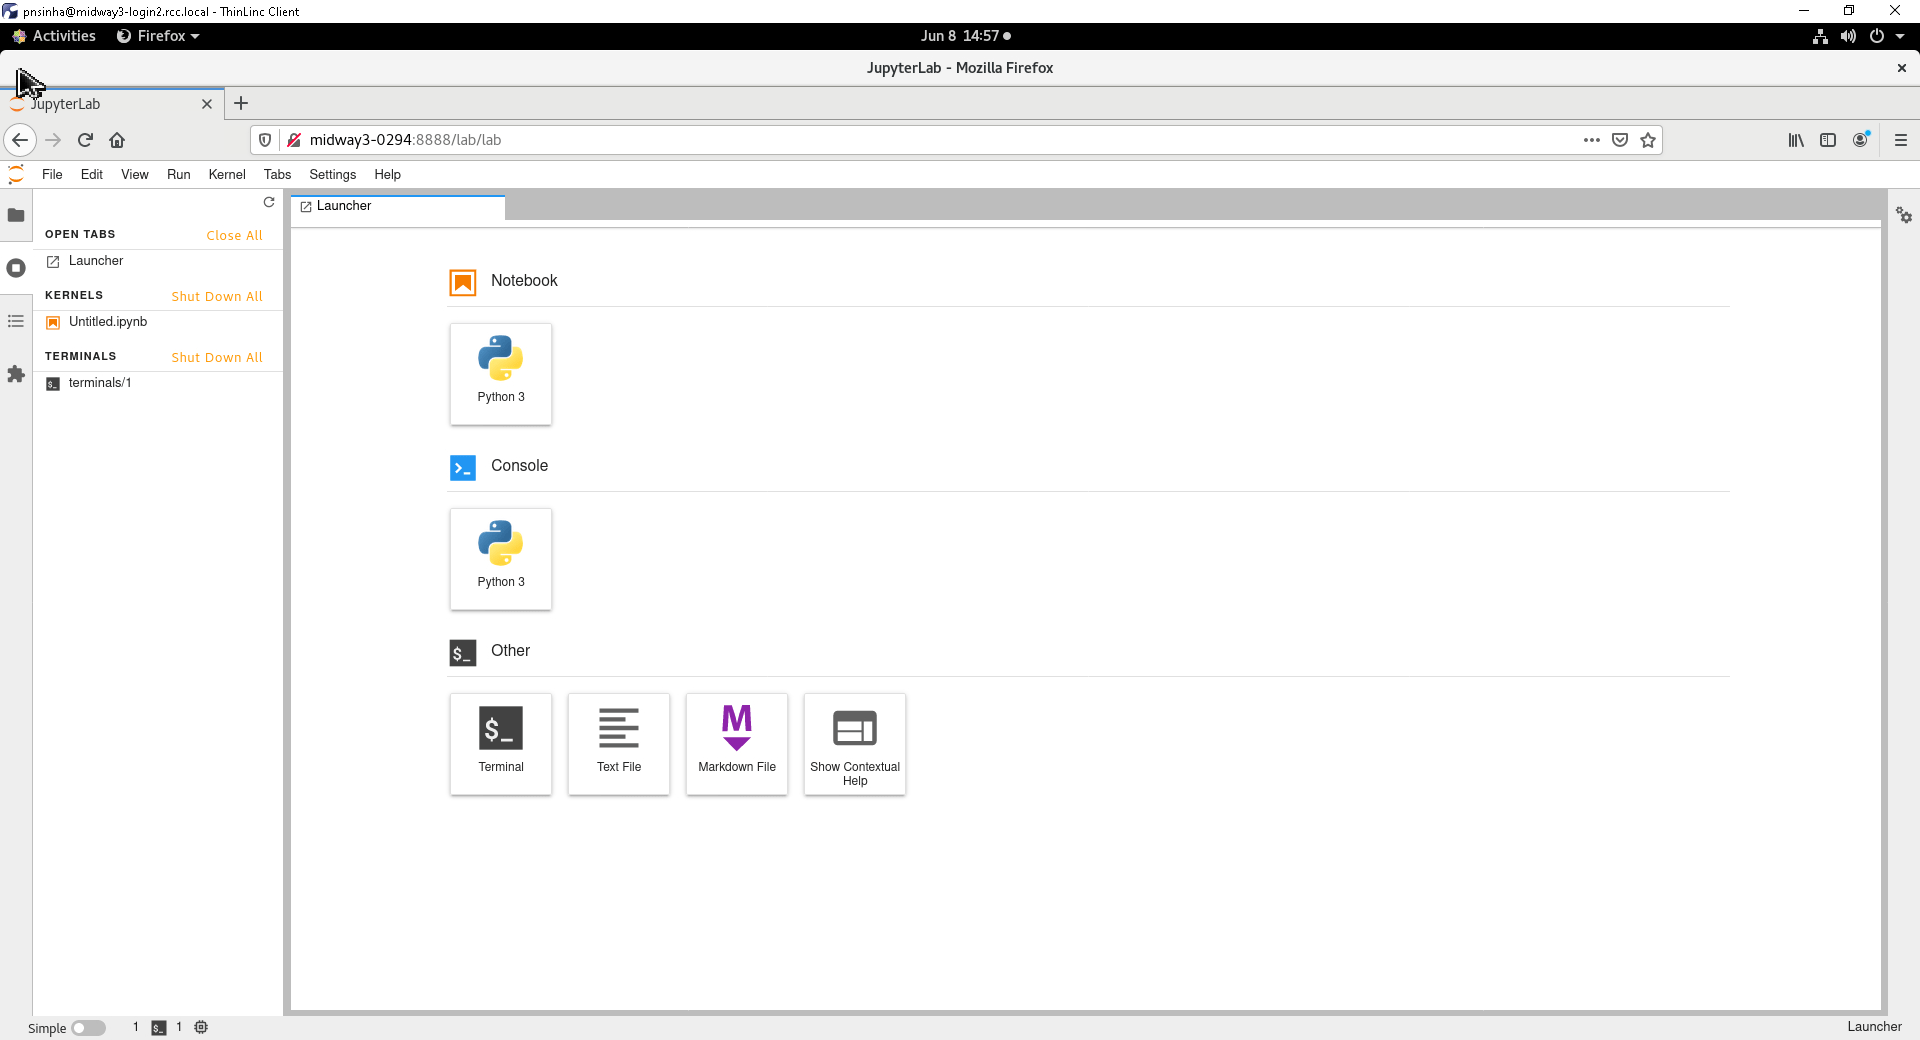 pnsinha@midway3-login2.rcc.local - ThinLinc Client
Activities Firefox Jun 8 14:57
JupyterLab - Mozilla Firefox
JupyterLab
midway3-0294:8888/lab/lab
File Edit View Run Kernel Tabs Settings Help
Launcher
OPEN TABS Close All
Launcher
KERNELS Shut Down All
Untitled.ipynb
TERMINALS Shut Down All
$_ terminals/1
Notebook
Python 3
Console
Python 3
$_ Other
$_ M
Terminal Text File Markdown File Show Contextual
Help
Simple 1 $_ 1 Launcher